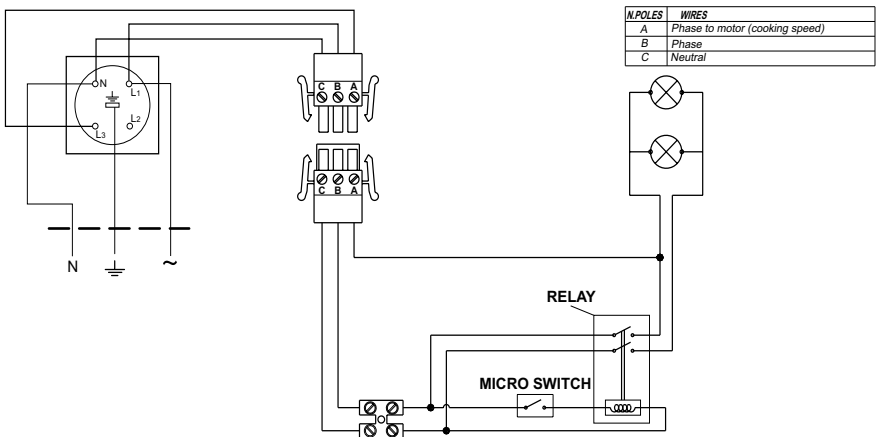 N.POLES WIRES
A Phase to motor (cooking speed)
B Phase
C Neutral
C B A
N L1
L3 L2
C B A
N ~
RELAY
MICRO SWITCH